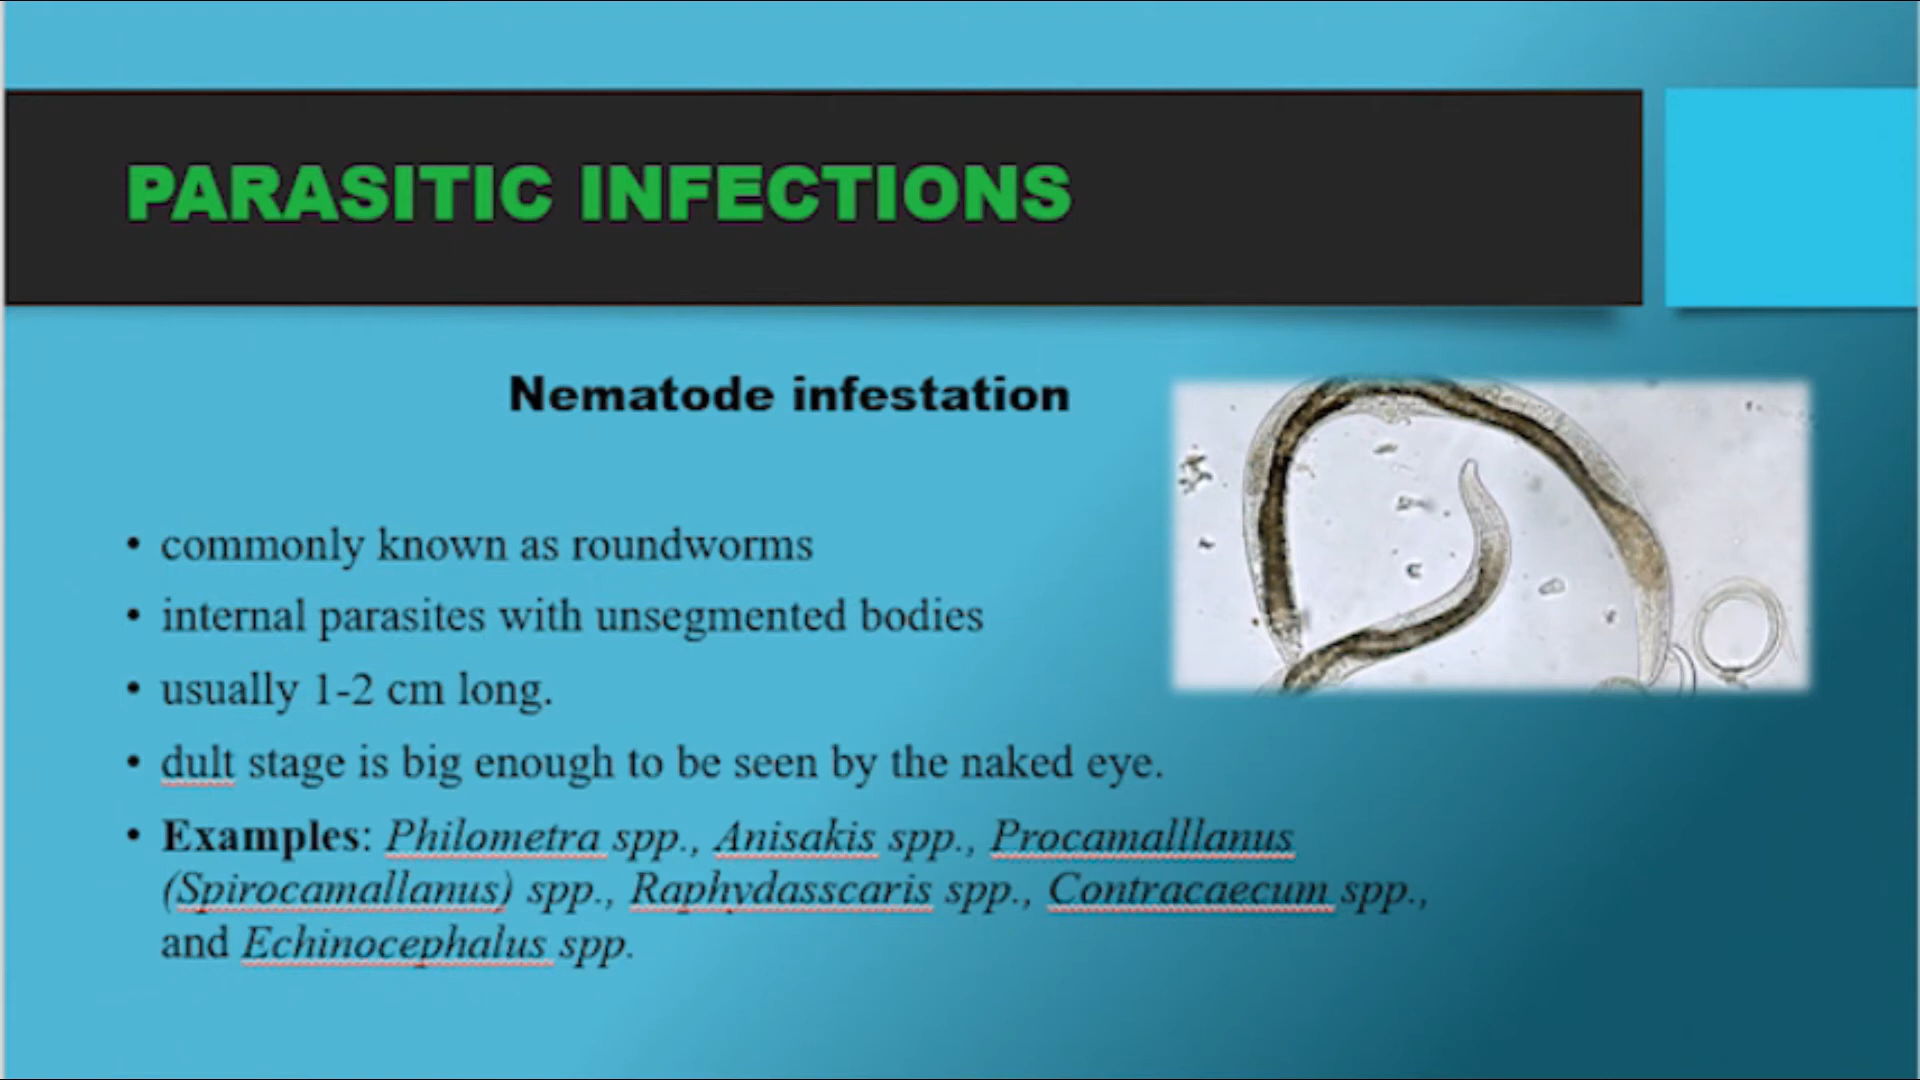 PARASITIC INFECTIONS
Nematode infestation
• commonly known as roundworms
• internal parasites with unsegmented bodies
• usually 1-2 cm long.
• dult stage is big enough to be seen by the naked eye.
• Examples: Philometra spp., Anisakis spp., Procamalllanus
(Spirocamallanus) spp., Raphydasscaris spp., Contracaecum spp.,
and Echinocephalus spp.